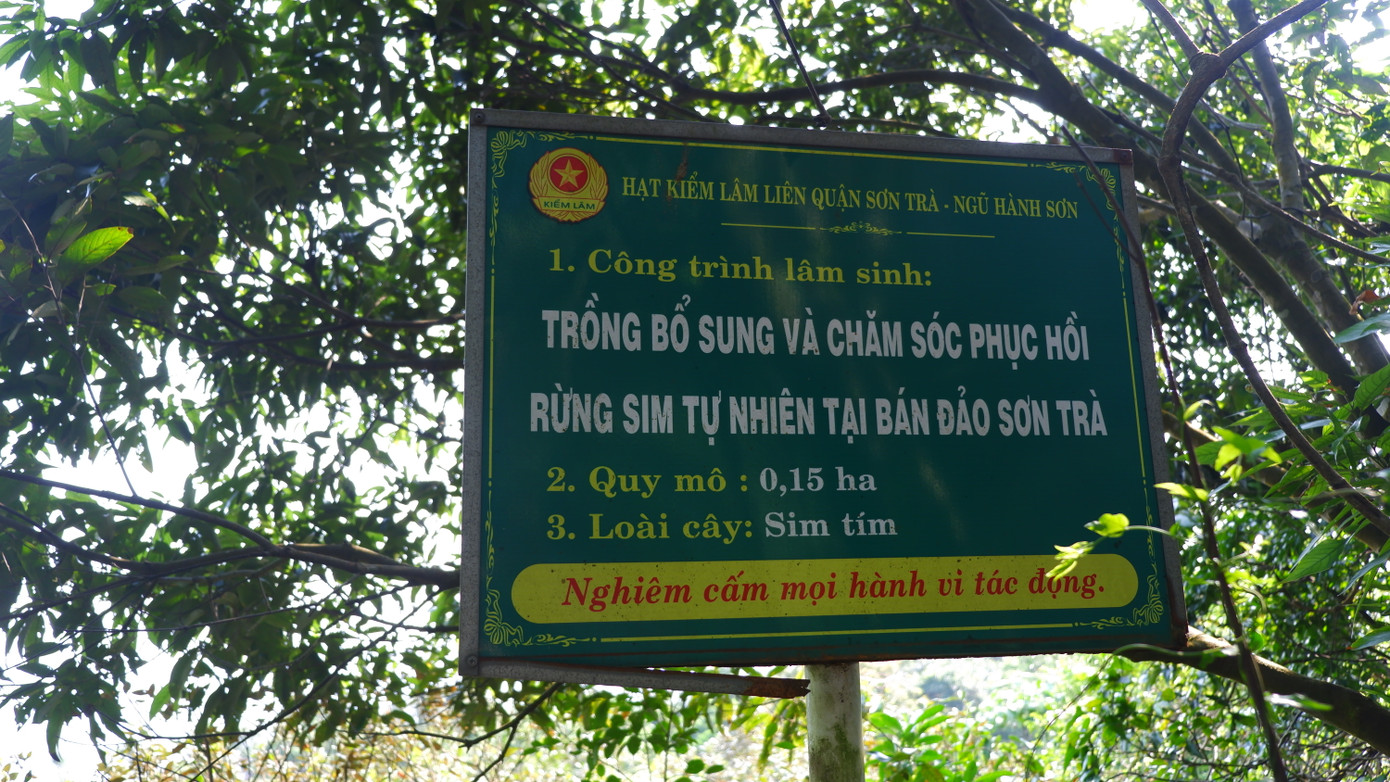 KIỂM LÂM
HẠT KIỂM LÂM LIÊN QUẬN SƠN TRÀ - NGŨ HÀNH SƠN
1. Công trình lâm sinh:
TRỒNG BỔ SUNG VÀ CHĂM SÓC PHỤC HỒI
RỪNG SIM TỰ NHIÊN TẠI BÁN ĐẢO SƠN TRÀ
2. Quy mô : 0,15 ha
3. Loài cây: Sim tím
Nghiêm cấm mọi hành vi tác động.